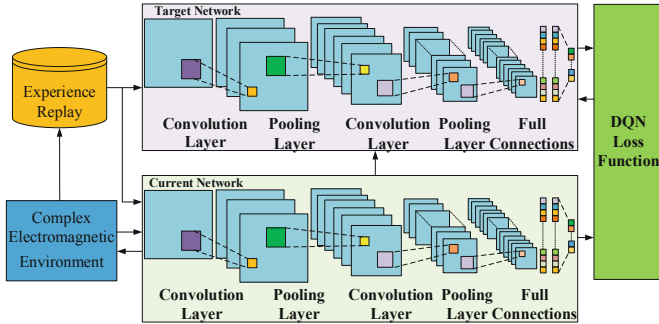 Target Network
Experience
Replay
Convolution
Layer
Pooling
Layer
Convolution
Layer
Pooling
Layer
Full
Connections
DQN
Loss
Function
Current Network
Complex
Electromagnetic
Environment
Convolution
Layer
Pooling
Layer
Convolution
Layer
Pooling
Layer
Full
Connections